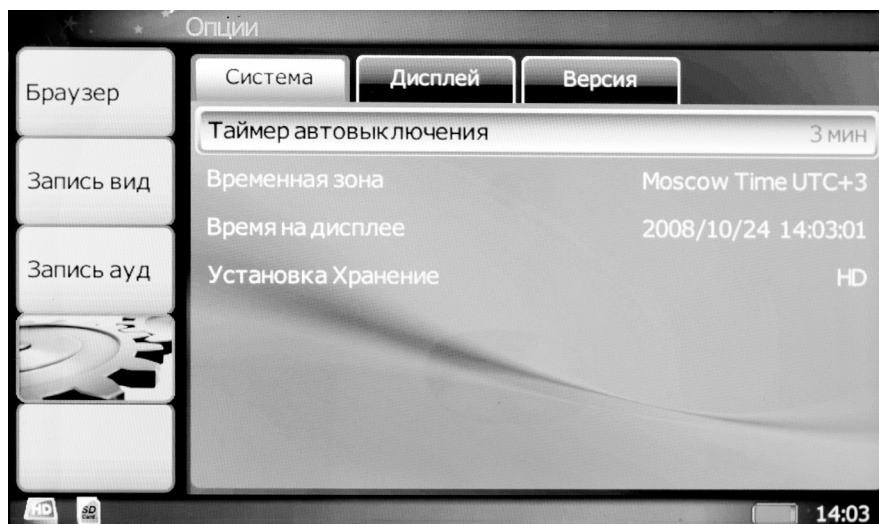 Опции
Браузер
Запись вид
Запись ауд
Система
Дисплей
Версия
Таймер автовыключения
3 мин
Временная зона
Moscow Time UTC+3
Время на дисплее
2008/10/24 14:03:01
Установка Хранение
HD
HD
SD
Card
14:03